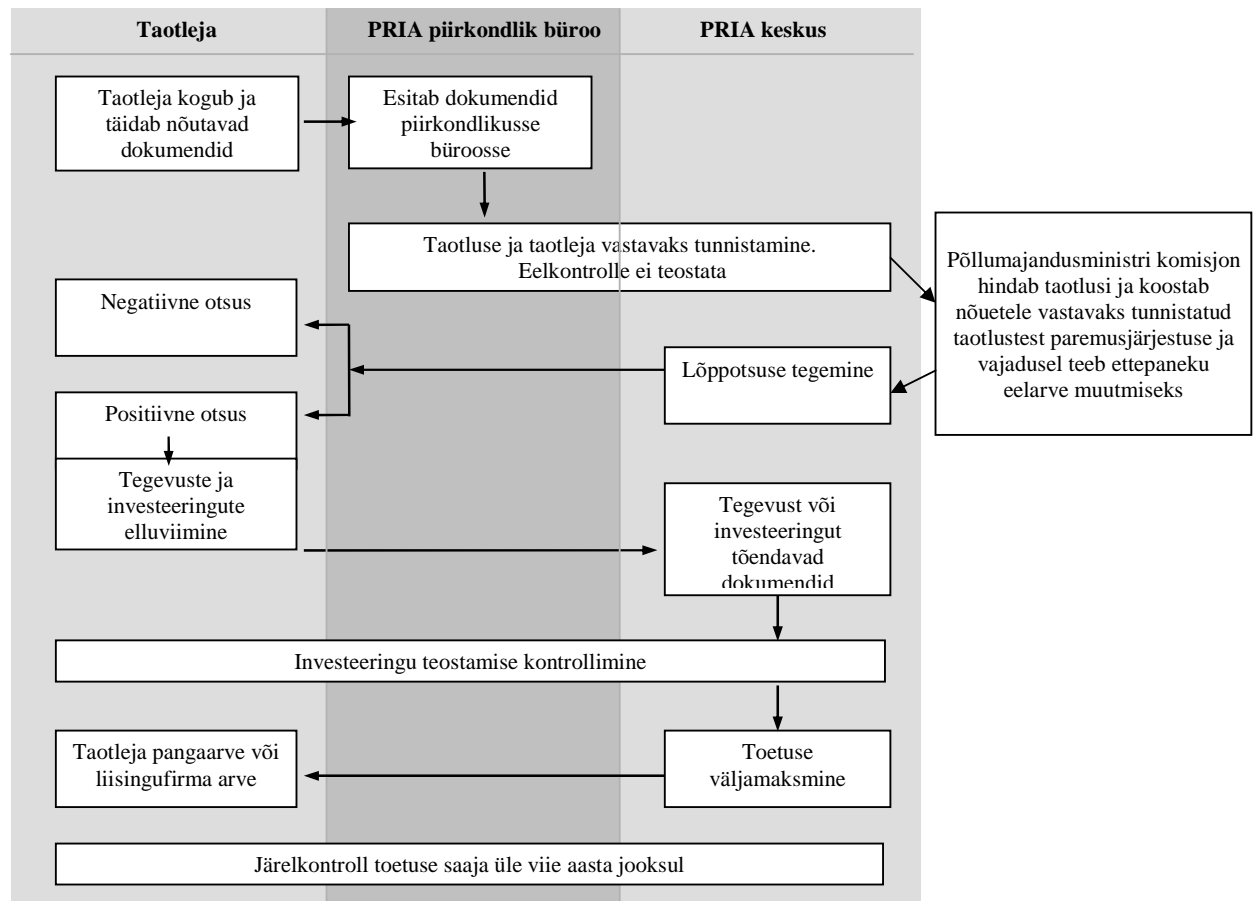 Taotleja
PRIA piirkondlik büroo
PRIA keskus
Taotleja kogub ja
täidab nõutavad
dokumendid
Esitab dokumendid
piirkondlikusse
büroosse
Taotluse ja taotleja vastavaks tunnistamine.
Eelkontrolle ei teostata
Põllumajandusministri komisjon
hindab taotlusi ja koostab
nõuetele vastavaks tunnistatud
taotlustest paremusjärjestuse ja
vajadusel teeb ettepaneku
eelarve muutmiseks
Negatiivne otsus
Lõppotsuse tegemine
Positiivne otsus
Tegevuste ja
investeeringute
elluviimine
Tegevust või
investeeringut
tõendavad
dokumendid
Investeeringu teostamise kontrollimine
Taotleja pangaarve või
liisingufirma arve
Toetuse
väljamaksmine
Järelkontroll toetuse saaja üle viie aasta jooksul